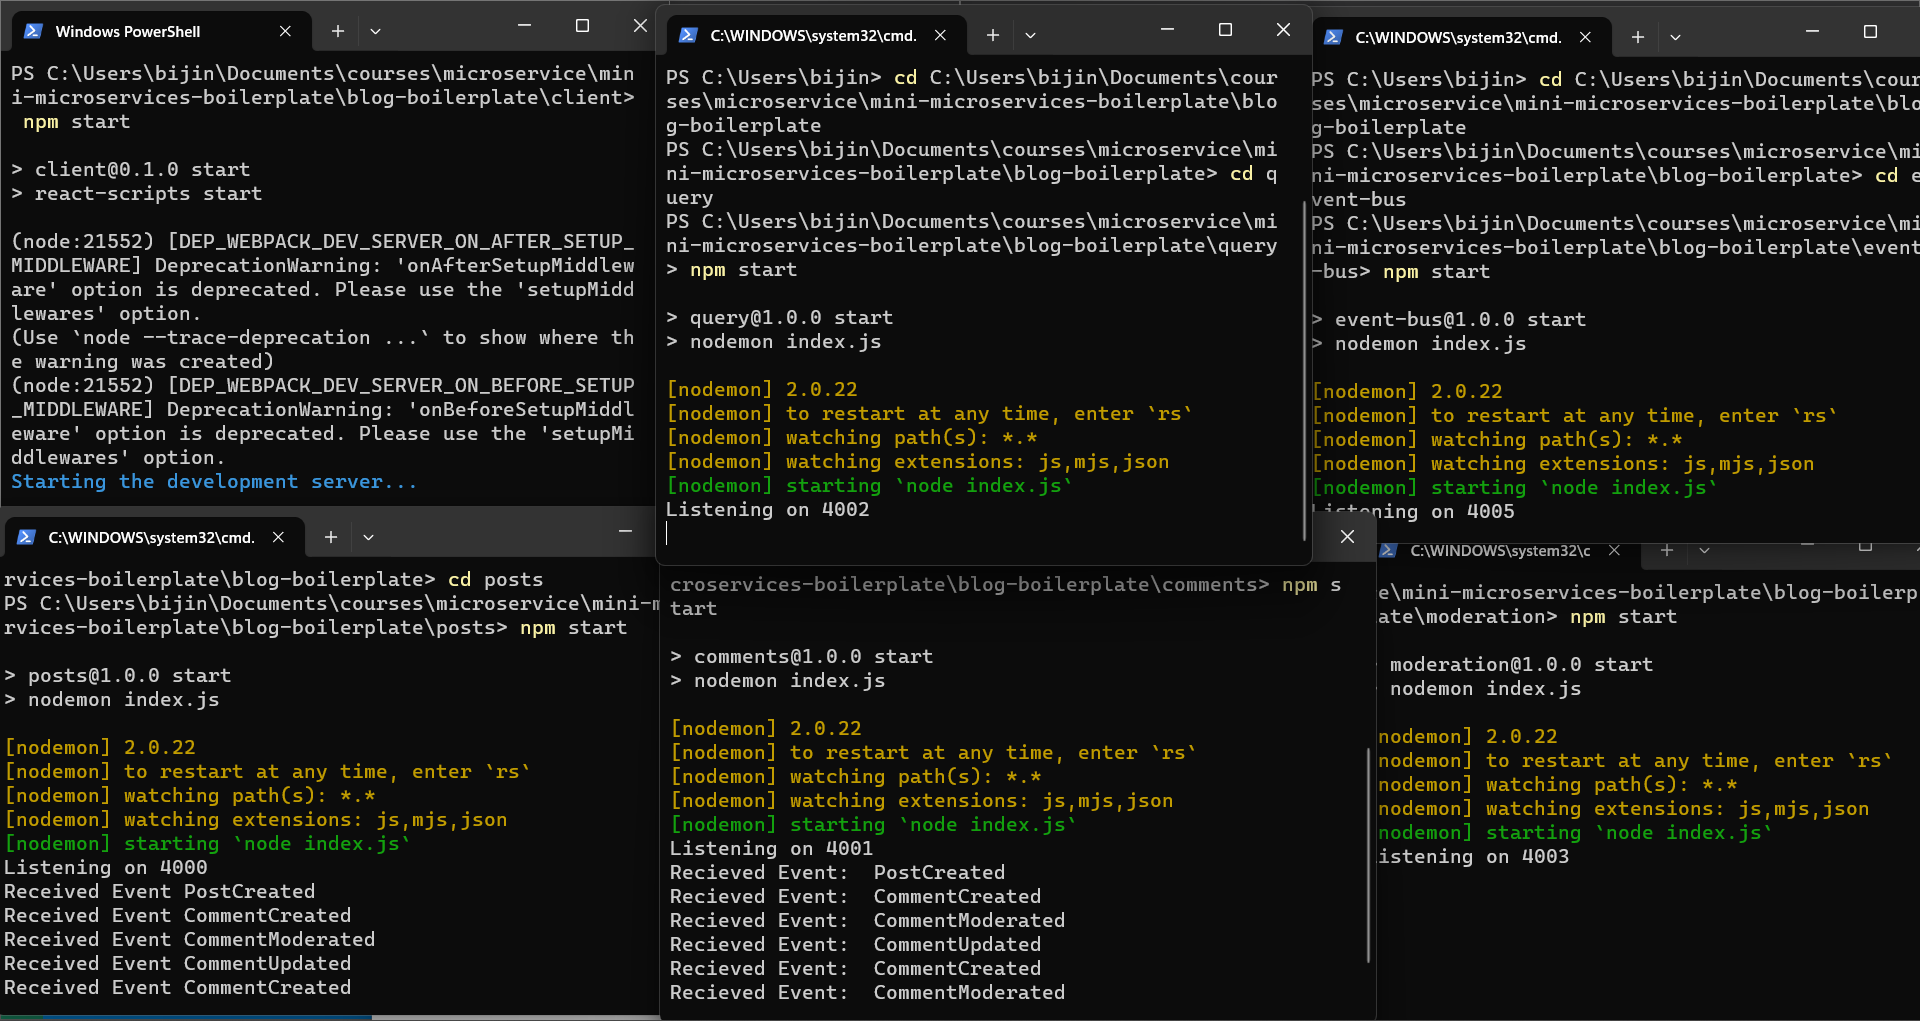 Windows PowerShell
PS C:\Users\bijin\Documents\courses\microservice\min
i-microservices-boilerplate\blog-boilerplate\client>
npm start
> client@0.1.0 start
> react-scripts start
(node:21552) [DEP_WEBPACK_DEV_SERVER_ON_AFTER_SETUP_
MIDDLEWARE] DeprecationWarning: 'onAfterSetupMiddlew
are' option is deprecated. Please use the 'setupMidd
lewares' option.
(Use `node --trace-deprecation ...` to show where th
e warning was created)
(node:21552) [DEP_WEBPACK_DEV_SERVER_ON_BEFORE_SETUP
_MIDDLEWARE] DeprecationWarning: 'onBeforeSetupMiddl
eware' option is deprecated. Please use the 'setupMi
ddlewares' option.
Starting the development server...
C:\WINDOWS\system32\cmd.
PS C:\Users\bijin> cd C:\Users\bijin\Documents\cour
ses\microservice\mini-microservices-boilerplate\blo
g-boilerplate
PS C:\Users\bijin\Documents\courses\microservice\mi
ni-microservices-boilerplate\blog-boilerplate> cd q
uery
PS C:\Users\bijin\Documents\courses\microservice\mi
ni-microservices-boilerplate\blog-boilerplate\query
> npm start
> query@1.0.0 start
> nodemon index.js
[nodemon] 2.0.22
[nodemon] to restart at any time, enter `rs`
[nodemon] watching path(s): *.*
[nodemon] watching extensions: js,mjs,json
[nodemon] starting `node index.js`
Listening on 4002
C:\WINDOWS\system32\cmd.
PS C:\Users\bijin> cd C:\Users\bijin\Documents\cour
ses\microservice\mini-microservices-boilerplate\blo
g-boilerplate
PS C:\Users\bijin\Documents\courses\microservice\mi
ni-microservices-boilerplate\blog-boilerplate> cd e
vent-bus
PS C:\Users\bijin\Documents\courses\microservice\mi
ni-microservices-boilerplate\blog-boilerplate\event
-bus> npm start
> event-bus@1.0.0 start
> nodemon index.js
[nodemon] 2.0.22
[nodemon] to restart at any time, enter `rs`
[nodemon] watching path(s): *.*
[nodemon] watching extensions: js,mjs,json
[nodemon] starting `node index.js`
Listening on 4005
C:\WINDOWS\system32\cmd.
rvices-boilerplate\blog-boilerplate> cd posts
PS C:\Users\bijin\Documents\courses\microservice\mini-m
rvices-boilerplate\blog-boilerplate\posts> npm start
> posts@1.0.0 start
> nodemon index.js
[nodemon] 2.0.22
[nodemon] to restart at any time, enter `rs`
[nodemon] watching path(s): *.*
[nodemon] watching extensions: js,mjs,json
[nodemon] starting `node index.js`
Listening on 4000
Received Event PostCreated
Received Event CommentCreated
Received Event CommentModerated
Received Event CommentUpdated
Received Event CommentCreated
croservices-boilerplate\blog-boilerplate\comments> npm s
tart
> comments@1.0.0 start
> nodemon index.js
[nodemon] 2.0.22
[nodemon] to restart at any time, enter `rs`
[nodemon] watching path(s): *.*
[nodemon] watching extensions: js,mjs,json
[nodemon] starting `node index.js`
Listening on 4001
Recieved Event:  PostCreated
Recieved Event:  CommentCreated
Recieved Event:  CommentModerated
Recieved Event:  CommentUpdated
Recieved Event:  CommentCreated
Recieved Event:  CommentModerated
C:\WINDOWS\system32\c
e\mini-microservices-boilerplate\blog-boilerp
ate\moderation> npm start
moderation@1.0.0 start
nodemon index.js
nodemon] 2.0.22
nodemon] to restart at any time, enter `rs`
nodemon] watching path(s): *.*
nodemon] watching extensions: js,mjs,json
nodemon] starting `node index.js`
istening on 4003